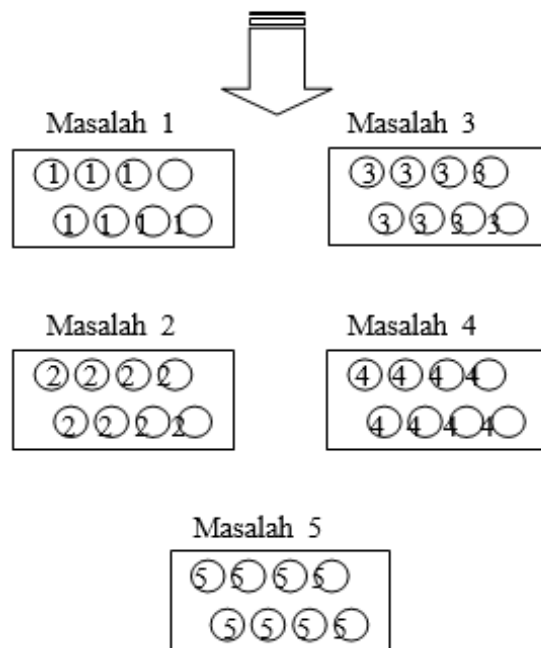 Masalah 1
1 1 1
1 1 1 1
Masalah 3
3 3 3 3
3 3 3 3
Masalah 2
2 2 2 2
2 2 2 2
Masalah 4
4 4 4 4
4 4 4 4
Masalah 5
5 5 5 5
5 5 5 5